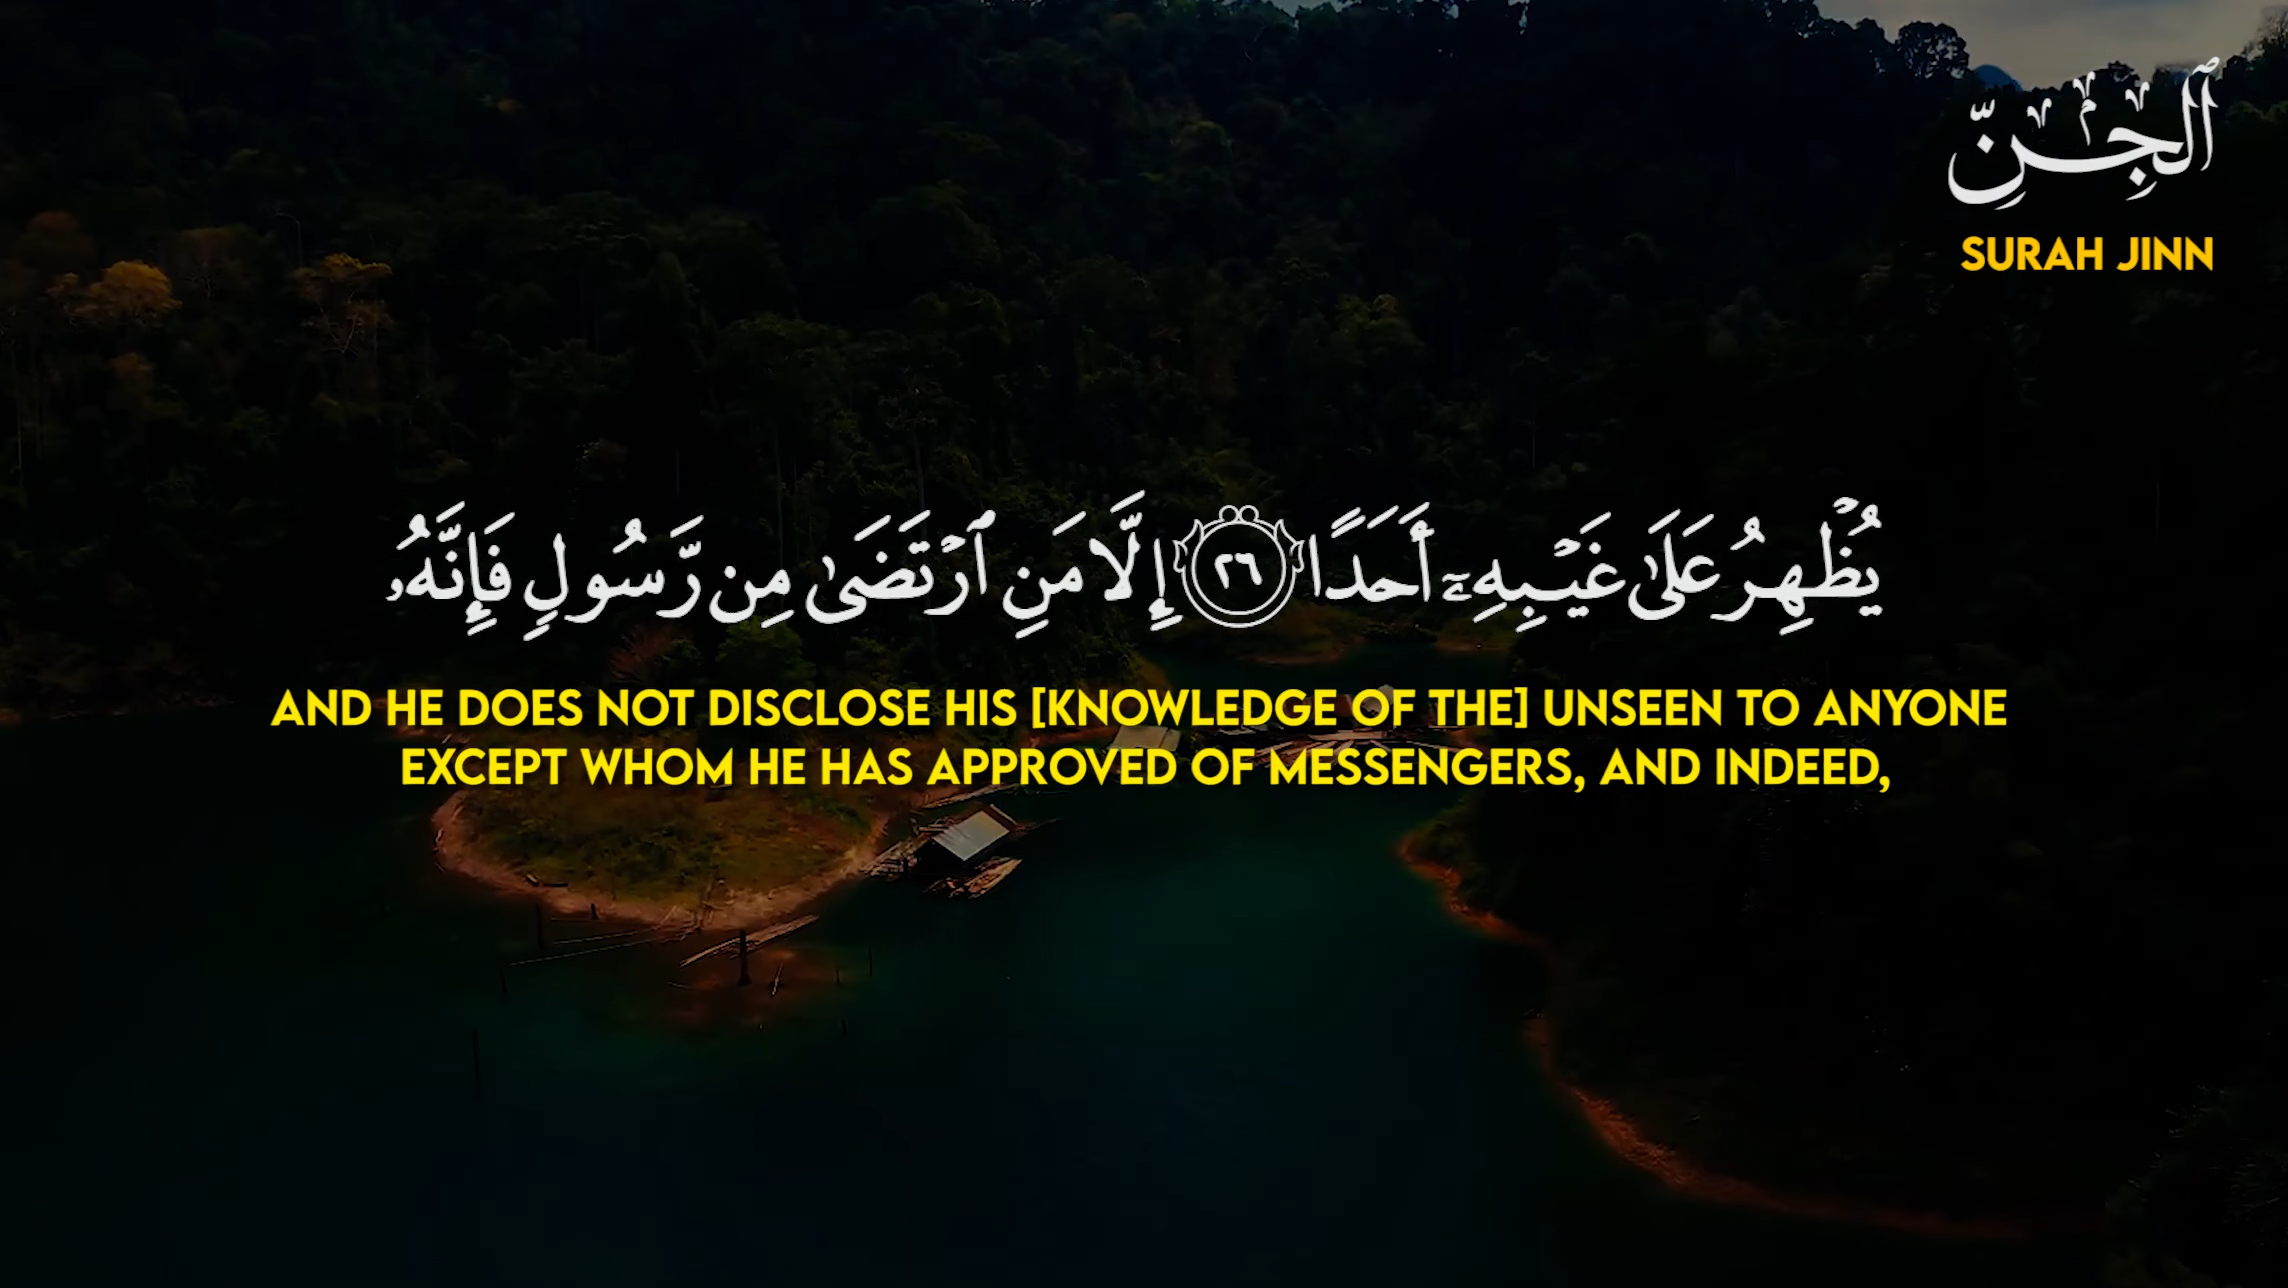 ٱلْجِنِّ
SURAH JINN
يُظْهِرُ عَلَىٰ غَيْبِهِۦٓ أَحَدًا ۝٢٦ إِلَّا مَنِ ٱرْتَضَىٰ مِن رَّسُولٍ فَإِنَّهُۥ
AND HE DOES NOT DISCLOSE HIS [KNOWLEDGE OF THE] UNSEEN TO ANYONE
EXCEPT WHOM HE HAS APPROVED OF MESSENGERS, AND INDEED,